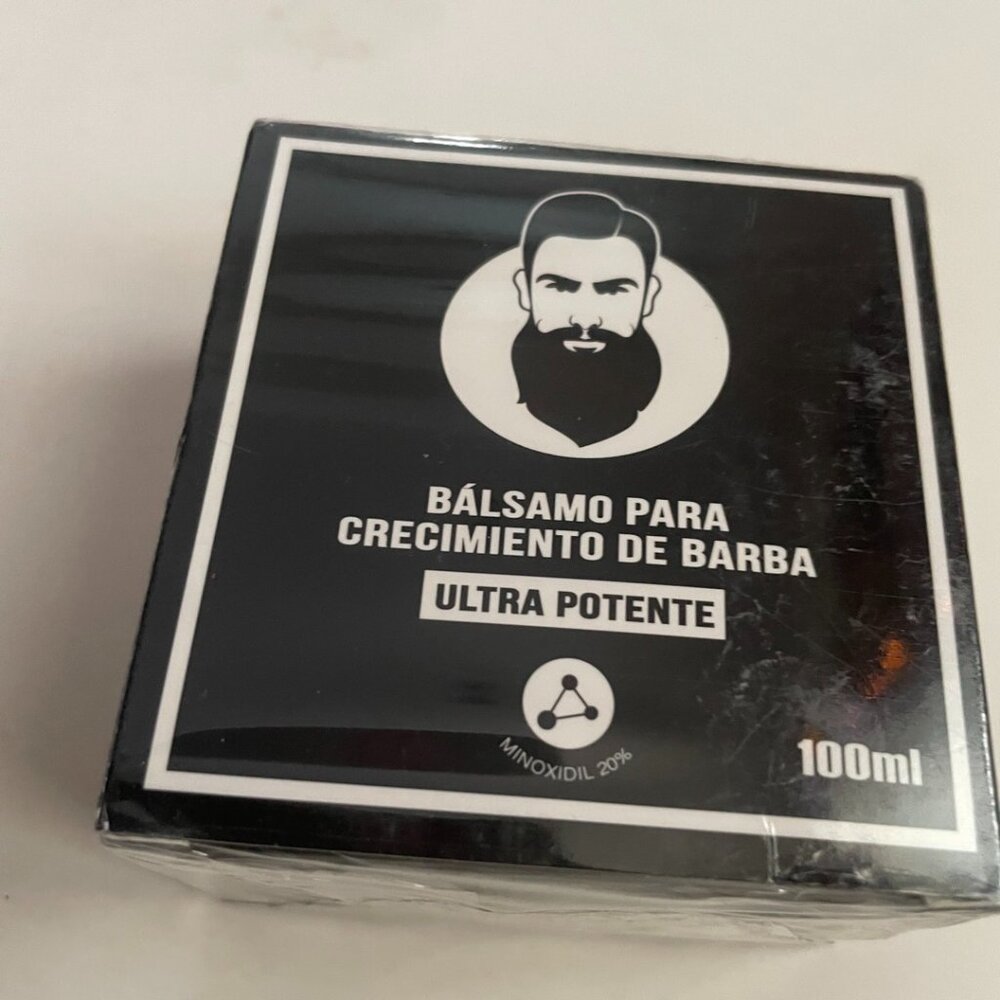 BÁLSAMO PARA
CRECIMIENTO DE BARBA
ULTRA POTENTE
MINOXIDIL 20%
100ml